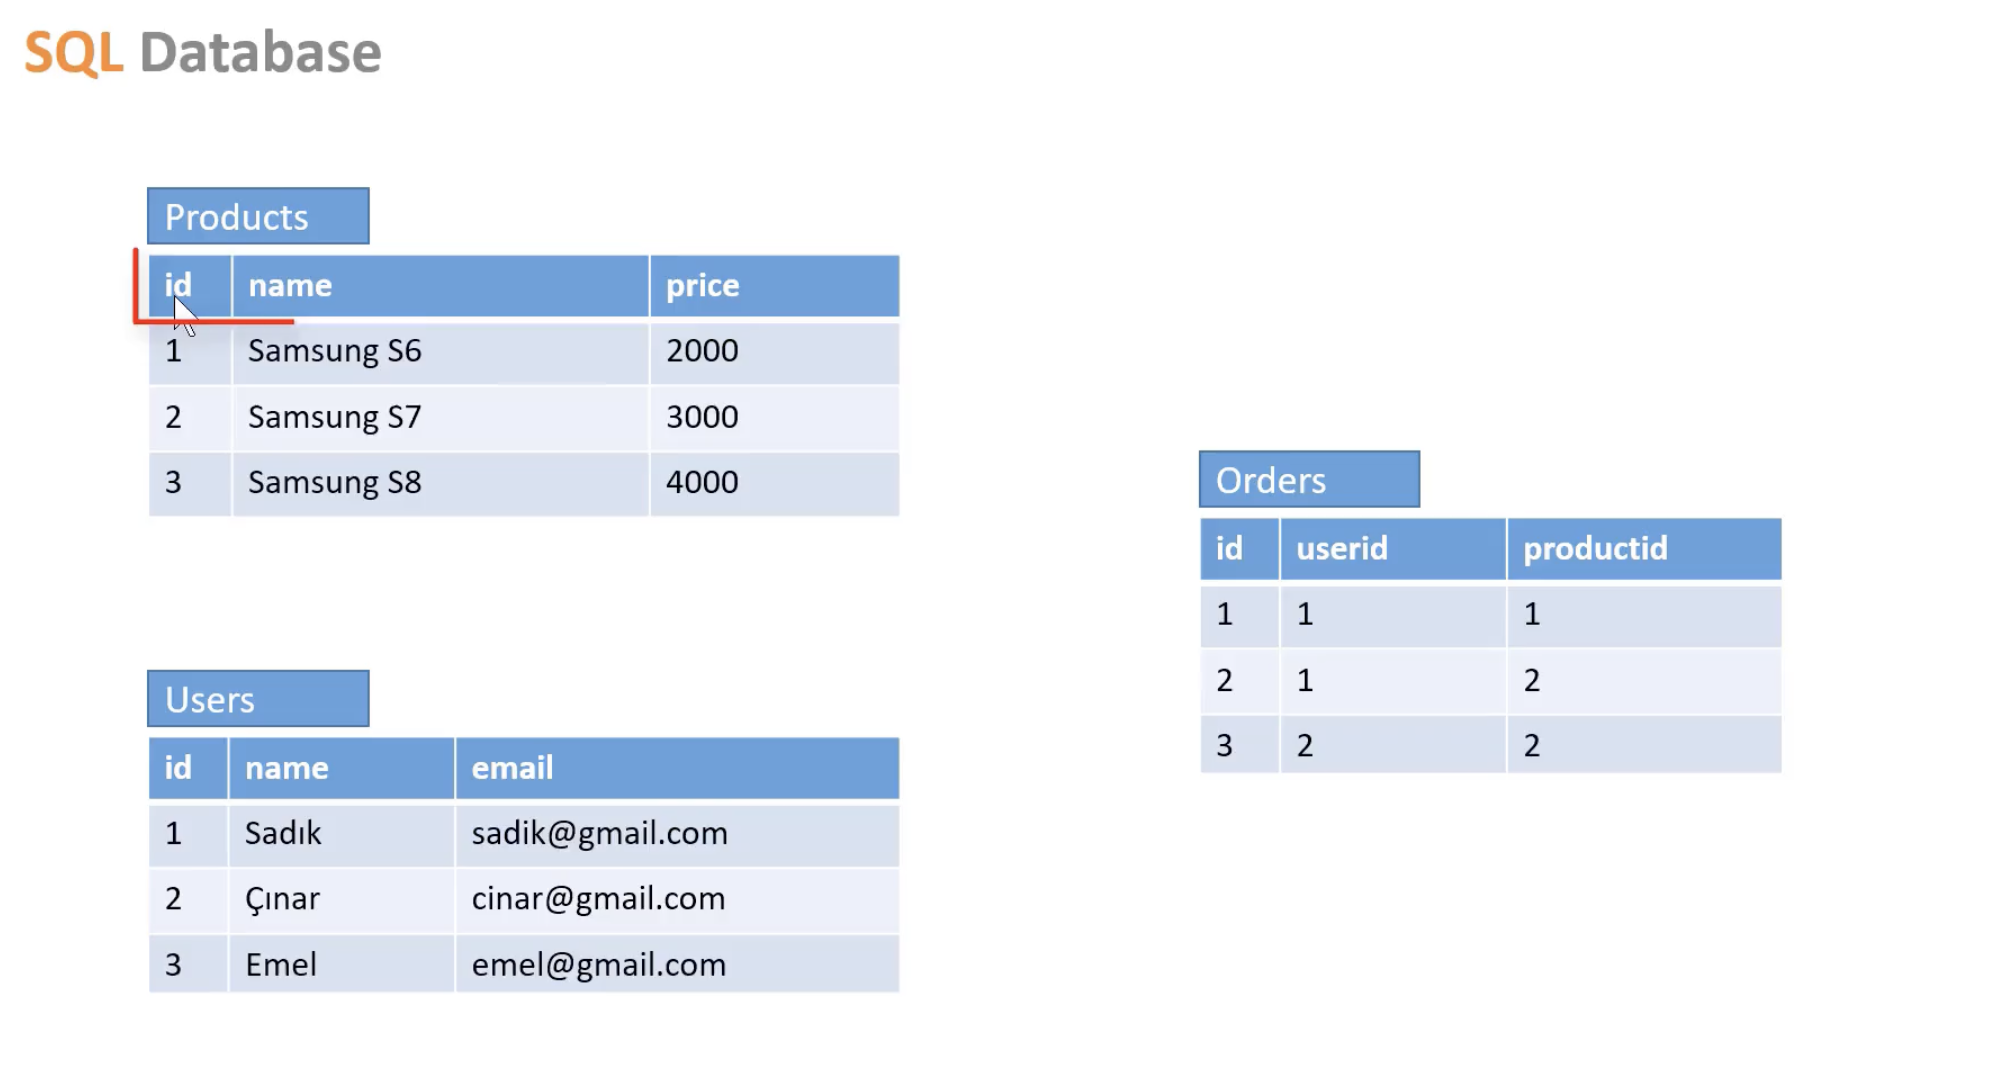 SQL Database
Products
id name price
1 Samsung S6 2000
2 Samsung S7 3000
3 Samsung S8 4000
Users
id name email
1 Sadık sadik@gmail.com
2 Çınar cinar@gmail.com
3 Emel emel@gmail.com
Orders
id userid productid
1 1 1
2 1 2
3 2 2